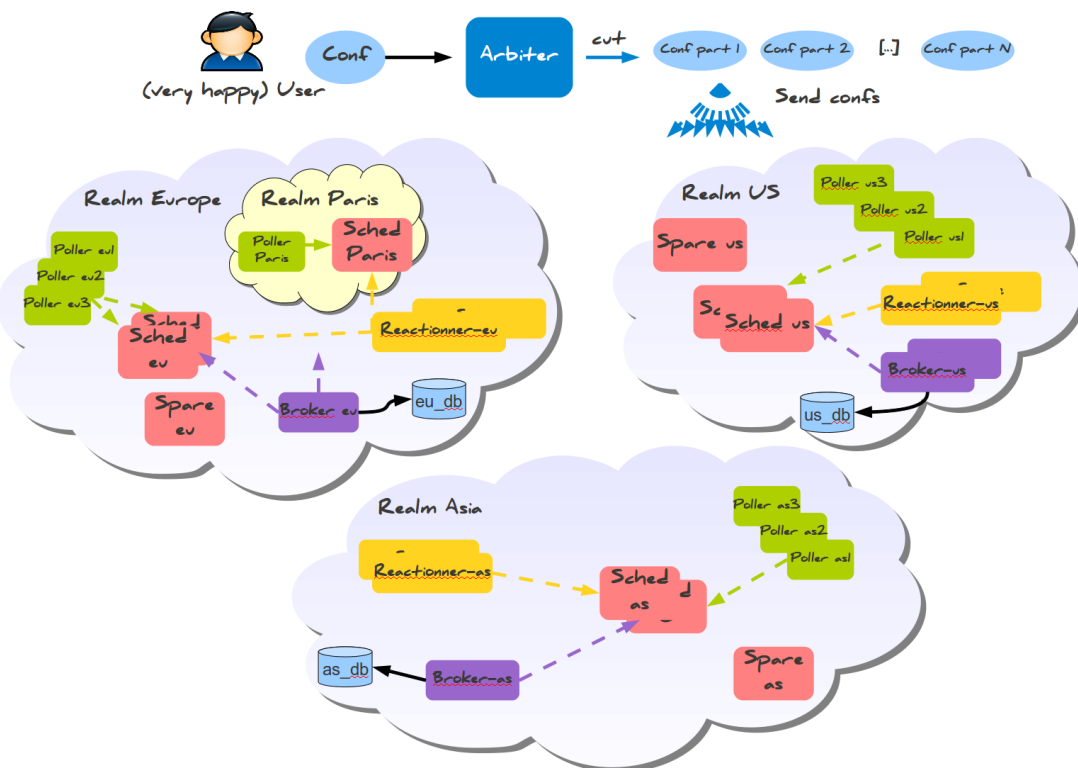 Conf
Arbiter
cut
Conf part 1
Conf part 2
[...]
Conf part N
(very happy) User
Send confs
Realm Europe
Realm Paris
Poller
Paris
Sched
Paris
Poller eu1
Poller eu2
Poller eu3
Sched
Sched
eu
Reactionner-eu
Spare
eu
Broker eu
eu_db
Realm US
Poller us3
Poller us2
Poller us1
Spare us
Sched us
Reactionner-us
Broker-us
us_db
Realm Asia
Poller as3
Poller as2
Poller as1
Reactionner-as
Sched
as
d
as_db
Broker-as
Spare
as